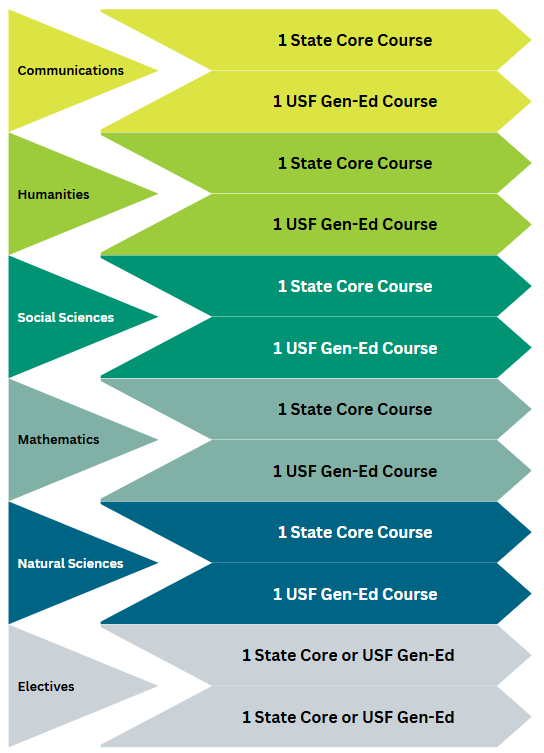 Communications
1 State Core Course
1 USF Gen-Ed Course
Humanities
1 State Core Course
1 USF Gen-Ed Course
Social Sciences
1 State Core Course
1 USF Gen-Ed Course
Mathematics
1 State Core Course
1 USF Gen-Ed Course
Natural Sciences
1 State Core Course
1 USF Gen-Ed Course
Electives
1 State Core or USF Gen-Ed
1 State Core or USF Gen-Ed